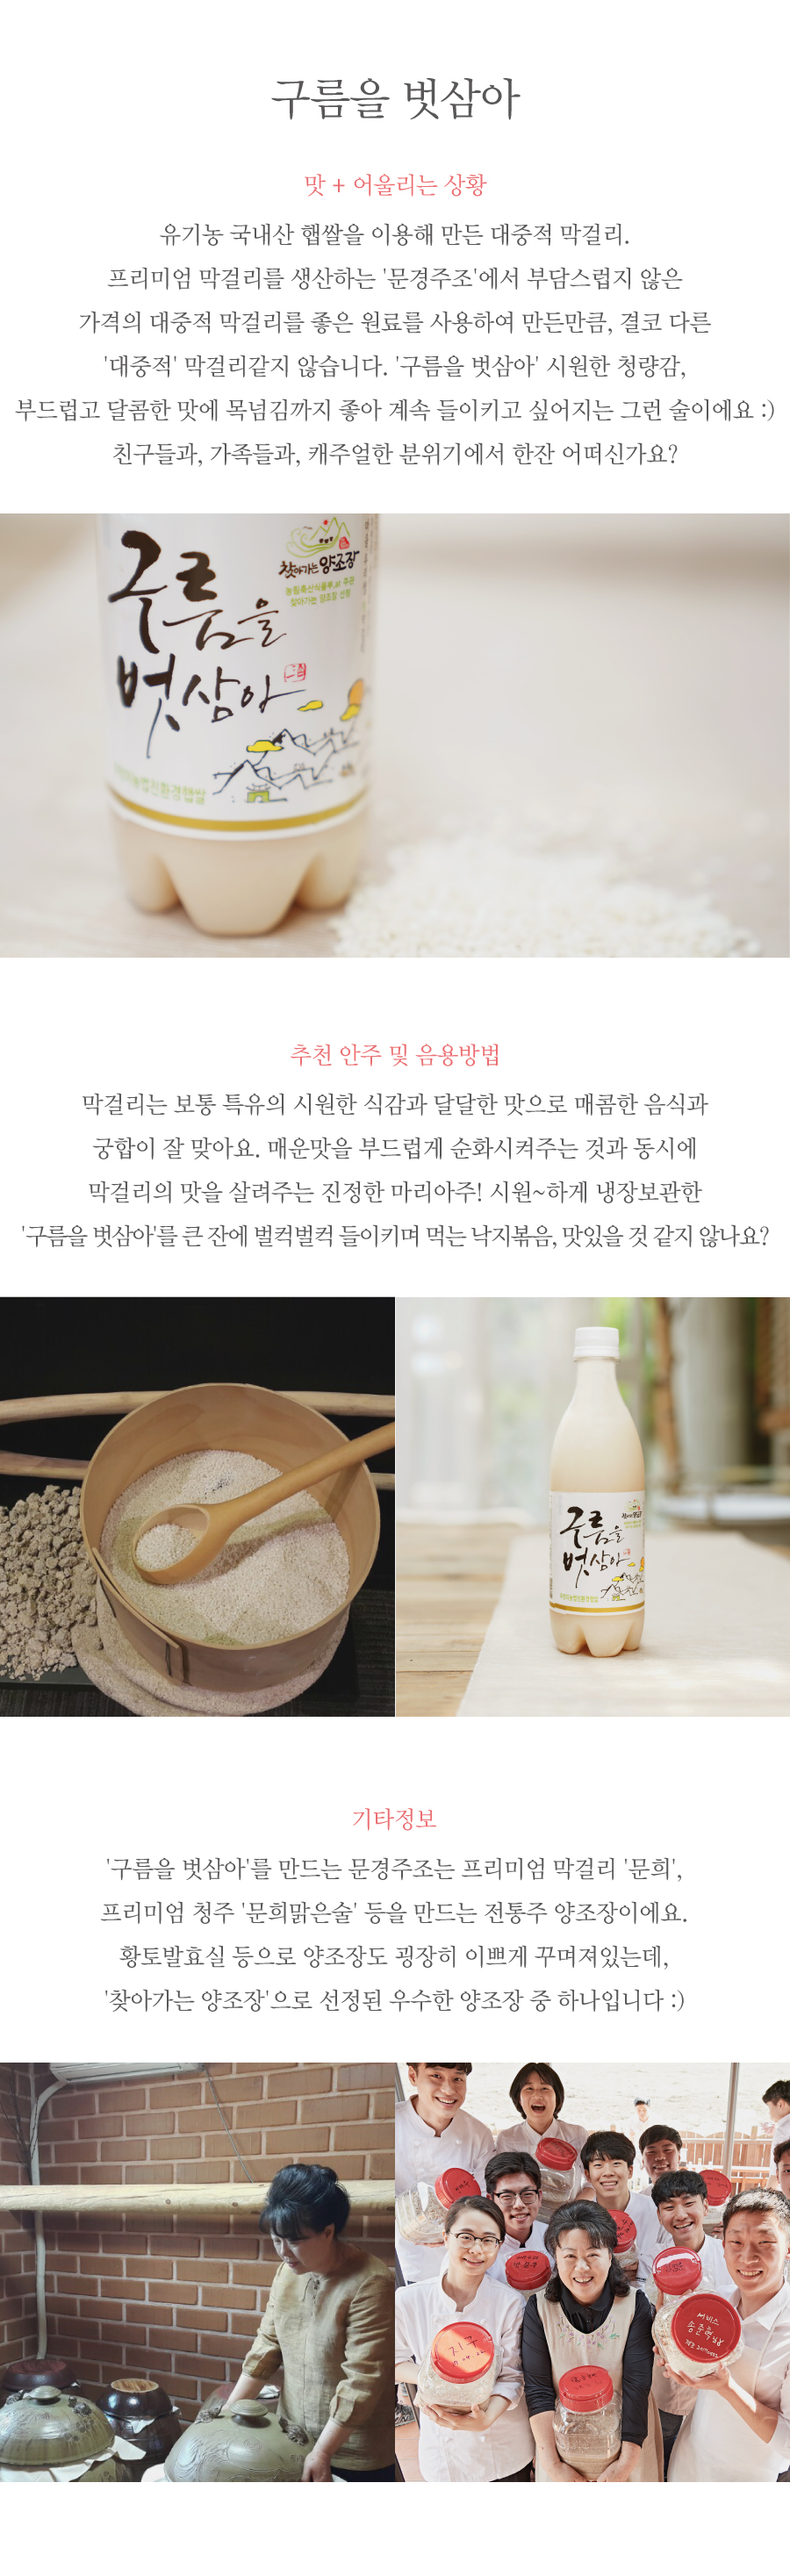 구름을 벗삼아
맛 + 어울리는 상황
유기농 국내산 햅쌀을 이용해 만든 대중적 막걸리.
프리미엄 막걸리를 생산하는 '문경주조'에서 부담스럽지 않은
가격의 대중적 막걸리를 좋은 원료를 사용하여 만든만큼, 결코 다른
'대중적' 막걸리같지 않습니다. '구름을 벗삼아' 시원한 청량감,
부드럽고 달콤한 맛에 목넘김까지 좋아 계속 들이키고 싶어지는 그런 술이에요 :)
친구들과, 가족들과, 캐주얼한 분위기에서 한잔 어떠신가요?
찾아가는 양조장
찾아가는 양조장 선정
구름을
벗삼아
추천 안주 및 음용방법
막걸리는 보통 특유의 시원한 식감과 달달한 맛으로 매콤한 음식과
궁합이 잘 맞아요. 매운맛을 부드럽게 순화시켜주는 것과 동시에
막걸리의 맛을 살려주는 진정한 마리아주! 시원~하게 냉장보관한
'구름을 벗삼아'를 큰 잔에 벌컥벌컥 들이키며 먹는 낙지볶음, 맛있을 것 같지 않나요?
구름을
벗삼아
기타정보
'구름을 벗삼아'를 만드는 문경주조는 프리미엄 막걸리 '문희',
프리미엄 청주 '문희맑은술' 등을 만드는 전통주 양조장이에요.
황토발효실 등으로 양조장도 굉장히 이쁘게 꾸며져있는데,
'찾아가는 양조장'으로 선정된 우수한 양조장 중 하나입니다 :)
서비스